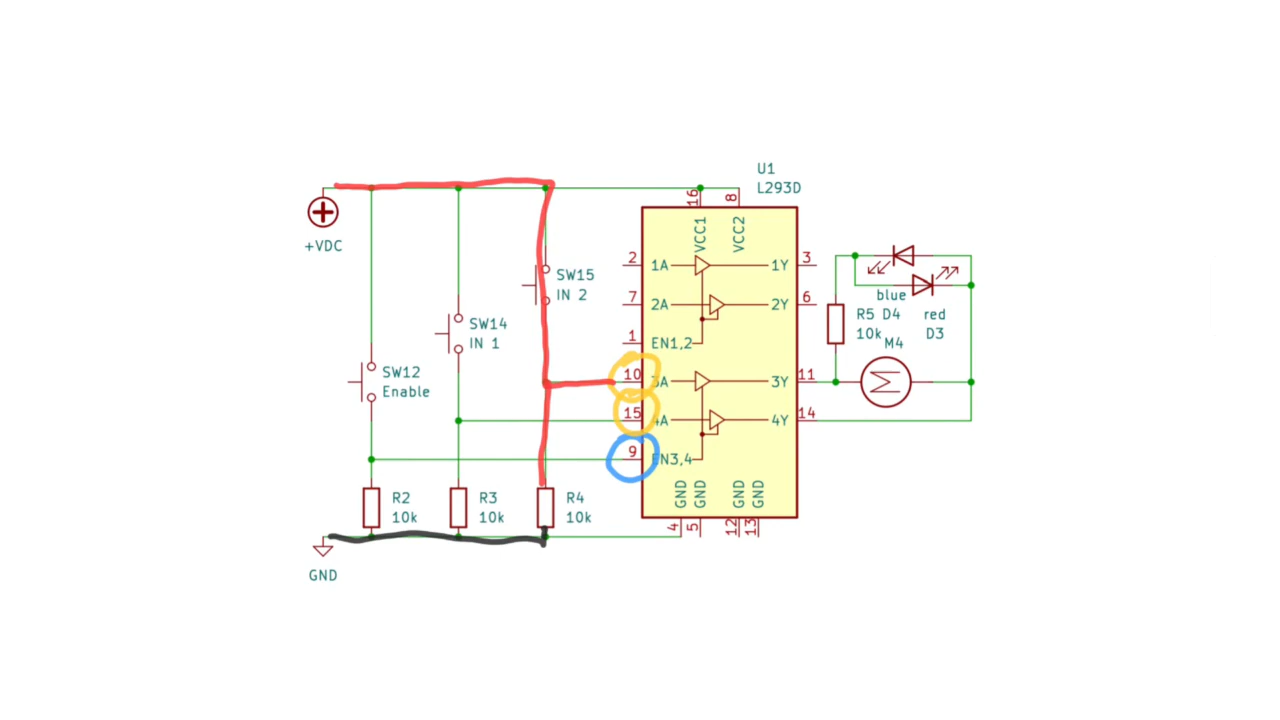 U1
L293D
+VDC
16
8
VCC1
VCC2
2
1A
1Y
3
SW15
IN 2
7
2A
2Y
6
blue
R5 D4
red
10k
D3
M4
SW14
IN 1
1
EN1,2
SW12
Enable
10
3A
3Y
11
15
4A
4Y
14
9
EN3,4
R2
10k
R3
10k
R4
10k
GND
GND
GND
GND
4
5
12
13
GND